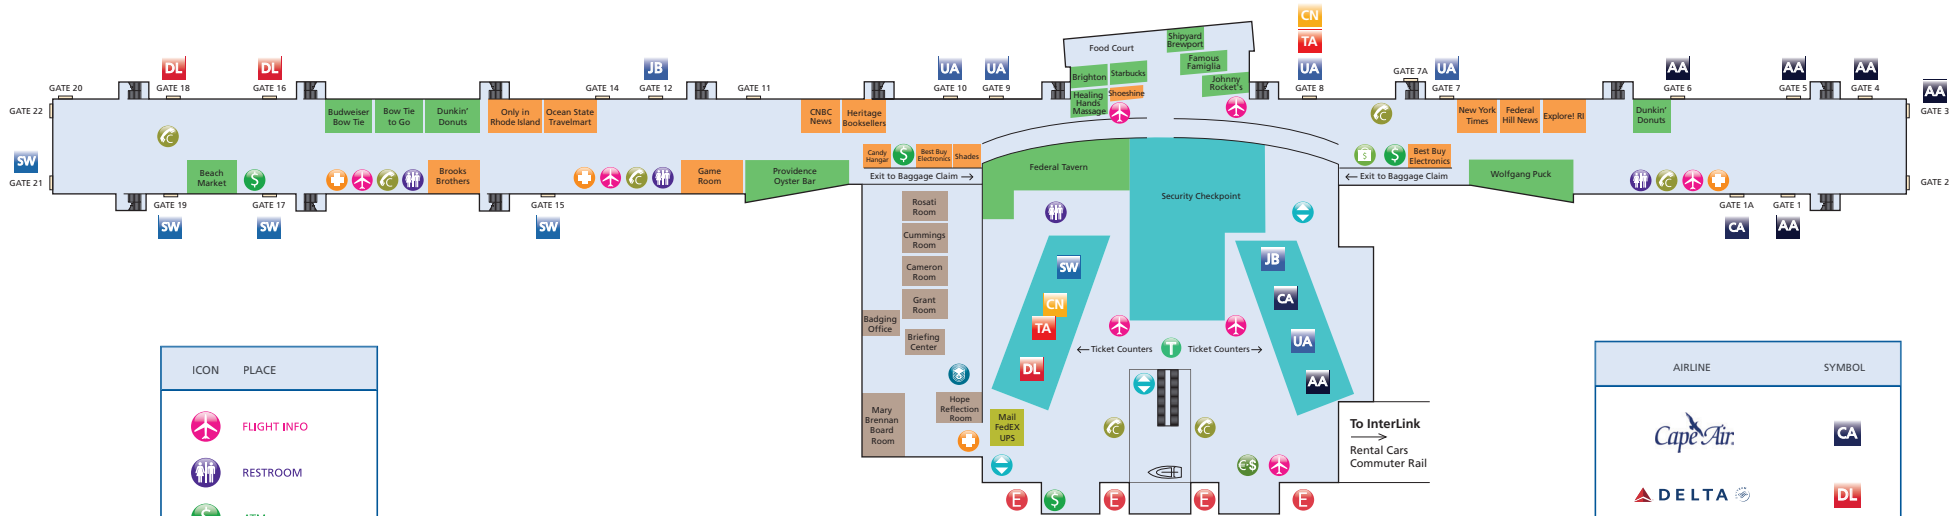 CN
TA
Shipyard
Brewport
Food Court
Famous
Famiglia
DL
DL
JB
UA
UA
Brighton
Starbucks
Johnny
Rocket's
UA
GATE 7A
UA
AA
AA
AA
GATE 20
GATE 18
GATE 16
GATE 14
GATE 12
GATE 11
GATE 10
GATE 9
Healing
Hands
Massage
Shoeshine
GATE 8
GATE 7
GATE 6
GATE 5
GATE 4
AA
GATE 22
GATE 3
Budweiser
Bow Tie
Bow Tie
to Go
Dunkin'
Donuts
Only in
Rhode Island
Ocean State
Travelmart
CNBC
News
Heritage
Booksellers
New York
Times
Federal
Hill News
Explore! RI
Dunkin'
Donuts
SW
GATE 21
Beach
Market
Brooks
Brothers
Game
Room
Providence
Oyster Bar
Candy
Hangar
Best Buy
Electronics
Shades
Exit to Baggage Claim
Federal Tavern
Security Checkpoint
Best Buy
Electronics
Exit to Baggage Claim
Wolfgang Puck
GATE 2
GATE 19
GATE 17
GATE 15
GATE 1A
GATE 1
SW
SW
SW
CA
AA
Rosati
Room
Cummings
Room
Cameron
Room
Grant
Room
Badging
Office
Briefing
Center
SW
CN
TA
DL
JB
CA
UA
AA
Ticket Counters
T
Ticket Counters
Mary
Brennan
Board
Room
Hope
Reflection
Room
Mail
FedEX
UPS
To InterLink
Rental Cars
Commuter Rail
E
E
E
E
ICON PLACE
FLIGHT INFO
RESTROOM
ATM
AIRLINE SYMBOL
Cape Air
CA
DELTA
DL